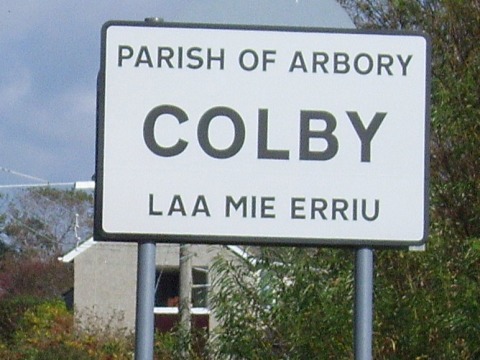 PARISH OF ARBORY
COLBY
LAA MIE ERRIU